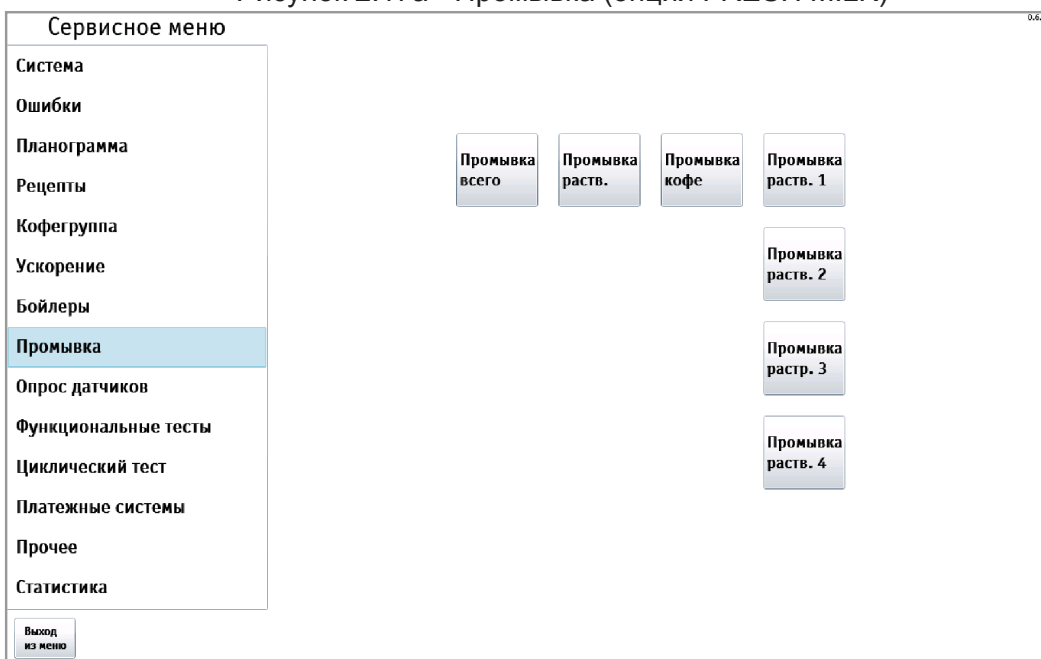 Сервисное меню
0.6.
Система
Ошибки
Планограмма
Рецепты
Кофегруппа
Ускорение
Бойлеры
Промывка
Опрос датчиков
Функциональные тесты
Циклический тест
Платежные системы
Прочее
Статистика
Выход
из меню
Промывка
всего
Промывка
раств.
Промывка
кофе
Промывка
раств. 1
Промывка
раств. 2
Промывка
растр. 3
Промывка
раств. 4